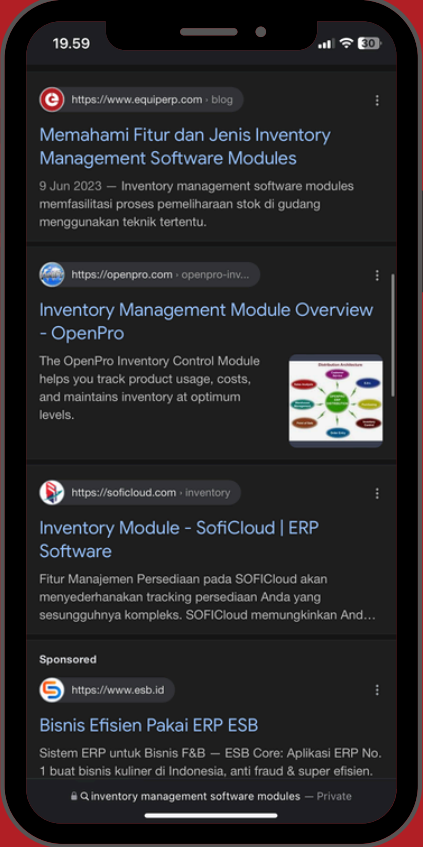 19.59
30
https://www.equiperp.com › blog
Memahami Fitur dan Jenis Inventory
Management Software Modules
9 Jun 2023 — Inventory management software modules
memfasilitasi proses pemeliharaan stok di gudang
menggunakan teknik tertentu.
https://openpro.com › openpro-inv...
Inventory Management Module Overview
- OpenPro
The OpenPro Inventory Control Module
helps you track product usage, costs,
and maintains inventory at optimum
levels.
Distribution Architecture
https://soficloud.com › inventory
Inventory Module - SofiCloud | ERP
Software
Fitur Manajemen Persediaan pada SOFICloud akan
menyederhanakan tracking persediaan Anda yang
sesungguhnya kompleks. SOFICloud memungkinkan And...
Sponsored
https://www.esb.id
Bisnis Efisien Pakai ERP ESB
Sistem ERP untuk Bisnis F&B — ESB Core: Aplikasi ERP No.
1 buat bisnis kuliner di Indonesia, anti fraud & super efisien.
inventory management software modules — Private